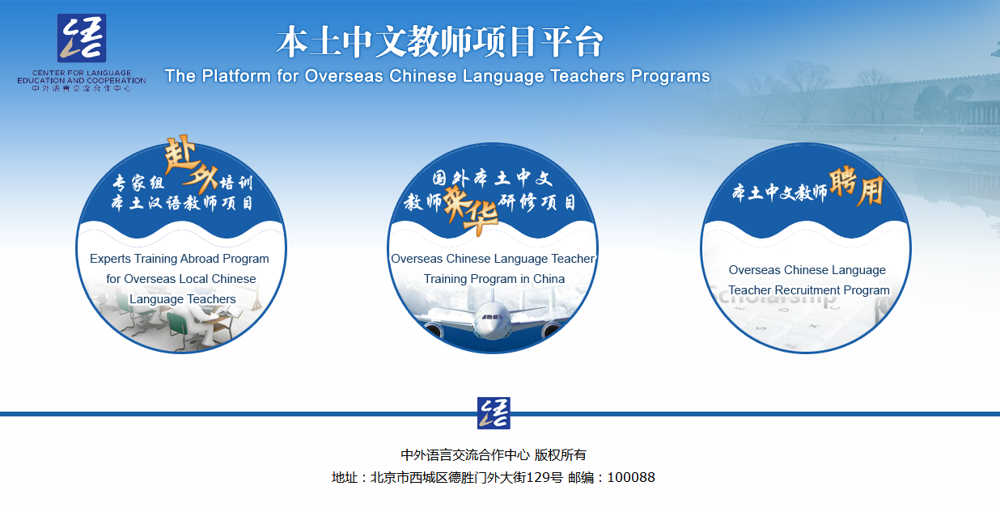 CENTER FOR LANGUAGE
EDUCATION AND COOPERATION
中外语言交流合作中心
本土中文教师项目平台
The Platform for Overseas Chinese Language Teachers Programs
专家组赴外培训
本土汉语教师项目
Experts Training Abroad Program
for Overseas Local Chinese
Language Teachers
国外本土中文
教师来华研修项目
Overseas Chinese Language Teacher
Training Program in China
本土中文教师聘用
Overseas Chinese Language
Teacher Recruitment Program
Scholarship
中外语言交流合作中心 版权所有
地址：北京市西城区德胜门外大街129号 邮编：100088